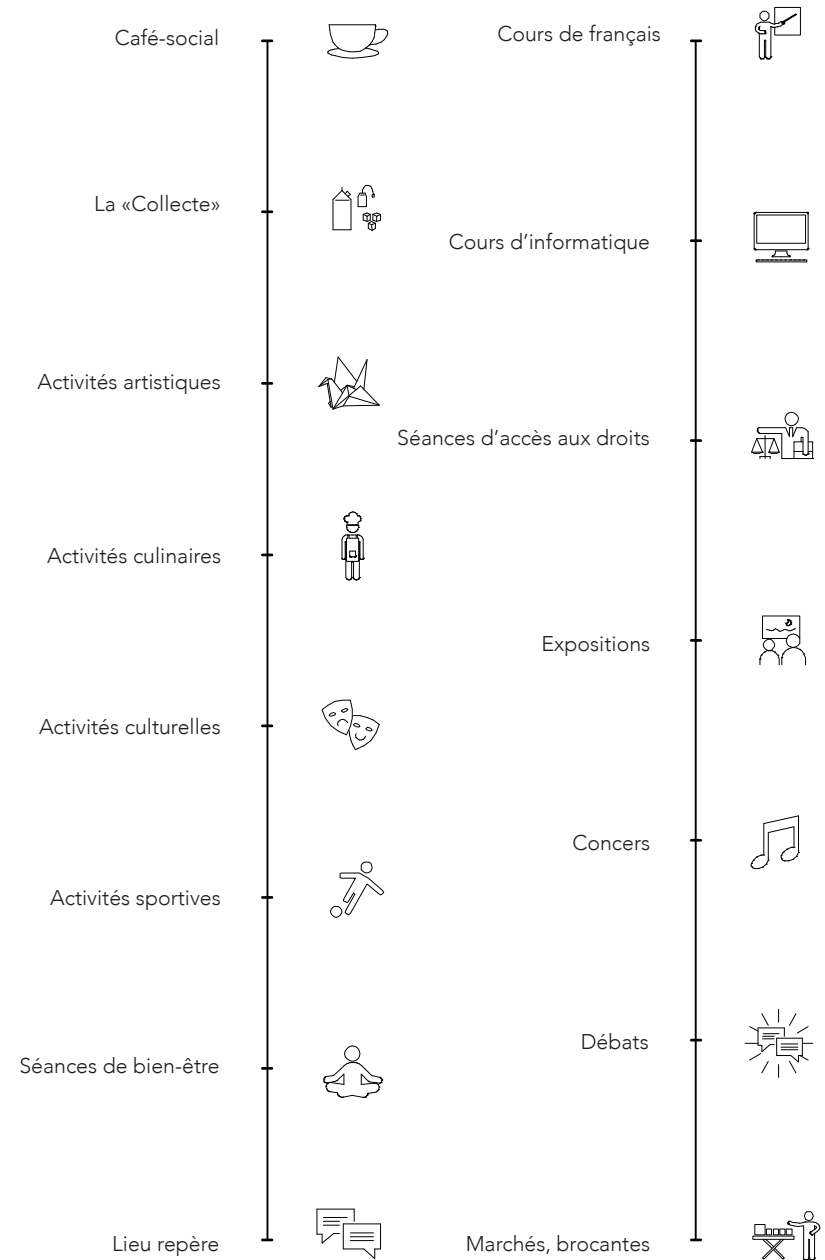 Café-social
La «Collecte»
Activités artistiques
Activités culinaires
Activités culturelles
Activités sportives
Séances de bien-être
Lieu repère
Cours de français
Cours d’informatique
Séances d’accès aux droits
Expositions
Concers
Débats
Marchés, brocantes